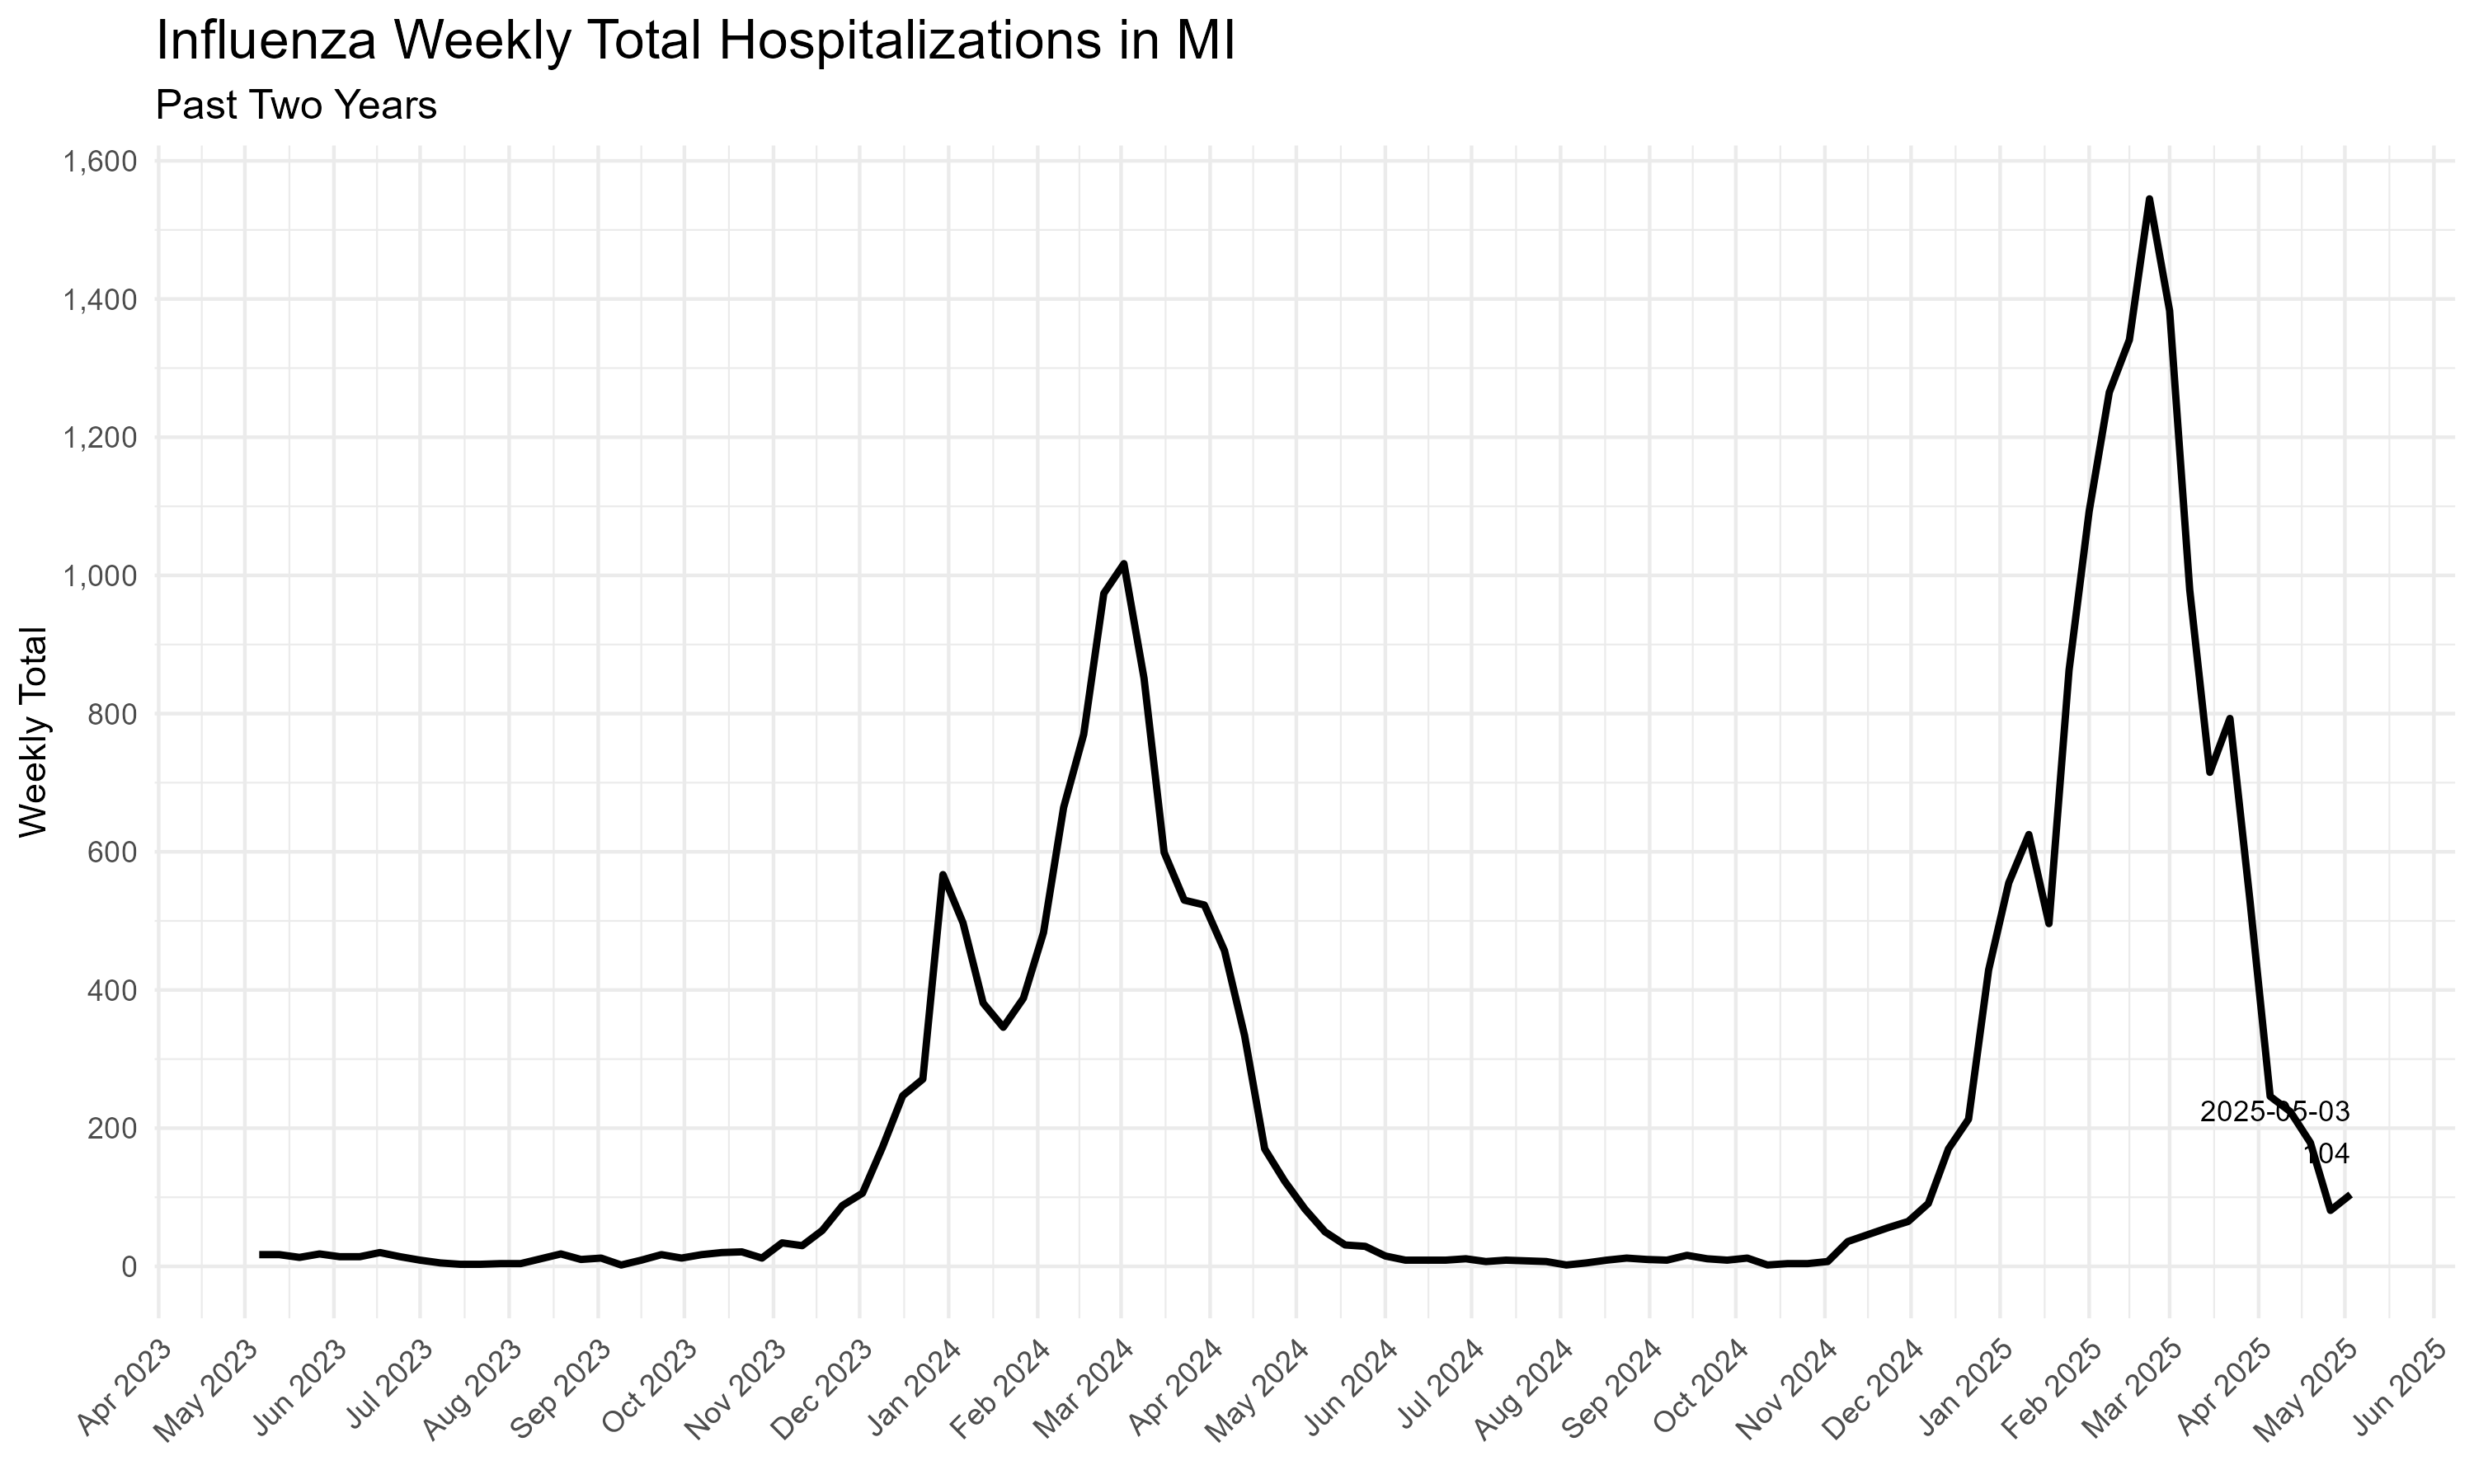 Influenza Weekly Total Hospitalizations in MI
Past Two Years
Weekly Total
1,600
1,400
1,200
1,000
800
600
400
200
0
2025-05-03
104
Apr 2023
May 2023
Jun 2023
Jul 2023
Aug 2023
Sep 2023
Oct 2023
Nov 2023
Dec 2023
Jan 2024
Feb 2024
Mar 2024
Apr 2024
May 2024
Jun 2024
Jul 2024
Aug 2024
Sep 2024
Oct 2024
Nov 2024
Dec 2024
Jan 2025
Feb 2025
Mar 2025
Apr 2025
May 2025
Jun 2025